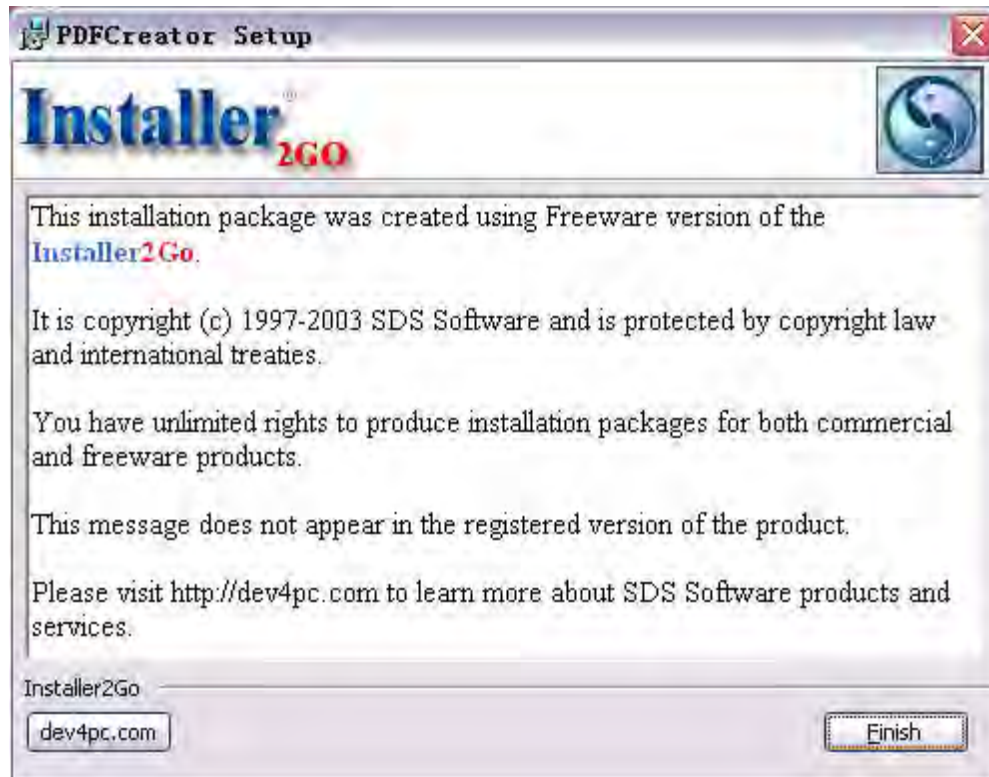 PDFCreator Setup
Installer®
2GO
This installation package was created using Freeware version of the
Installer2Go.
It is copyright (c) 1997-2003 SDS Software and is protected by copyright law
and international treaties.
You have unlimited rights to produce installation packages for both commercial
and freeware products.
This message does not appear in the registered version of the product.
Please visit http://dev4pc.com to learn more about SDS Software products and
services.
Installer2Go
dev4pc.com
Finish